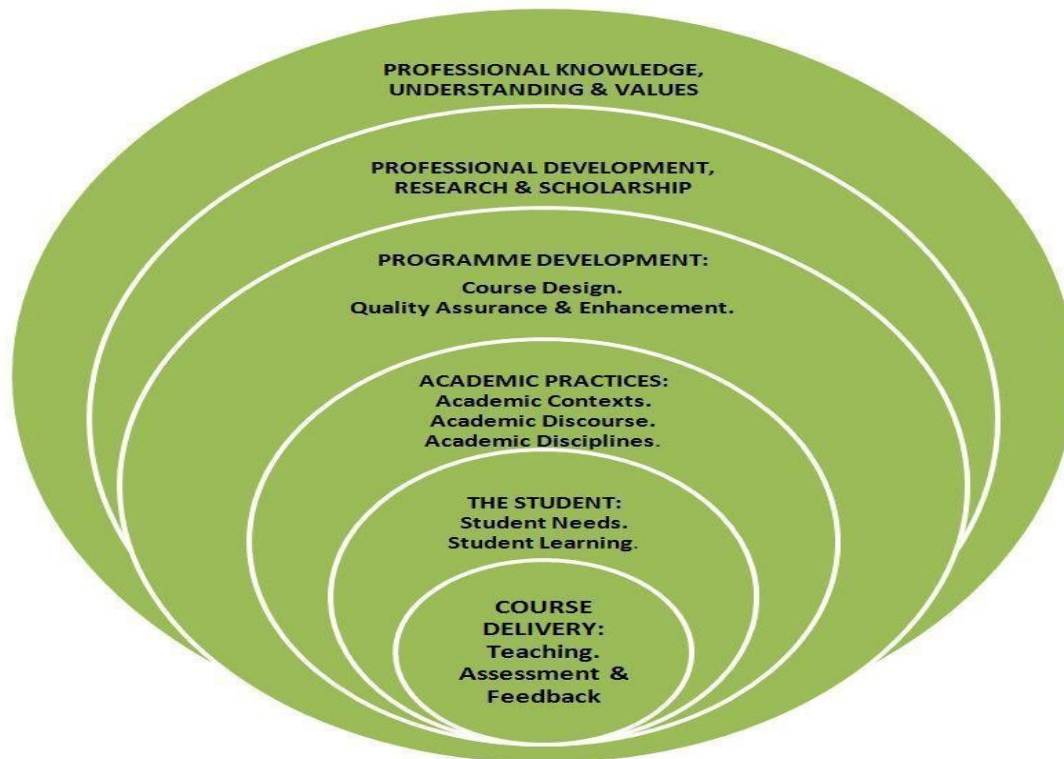 PROFESSIONAL KNOWLEDGE,
UNDERSTANDING & VALUES
PROFESSIONAL DEVELOPMENT,
RESEARCH & SCHOLARSHIP
PROGRAMME DEVELOPMENT:
Course Design.
Quality Assurance & Enhancement.
ACADEMIC PRACTICES:
Academic Contexts.
Academic Discourse.
Academic Disciplines.
THE STUDENT:
Student Needs.
Student Learning.
COURSE
DELIVERY:
Teaching.
Assessment &
Feedback